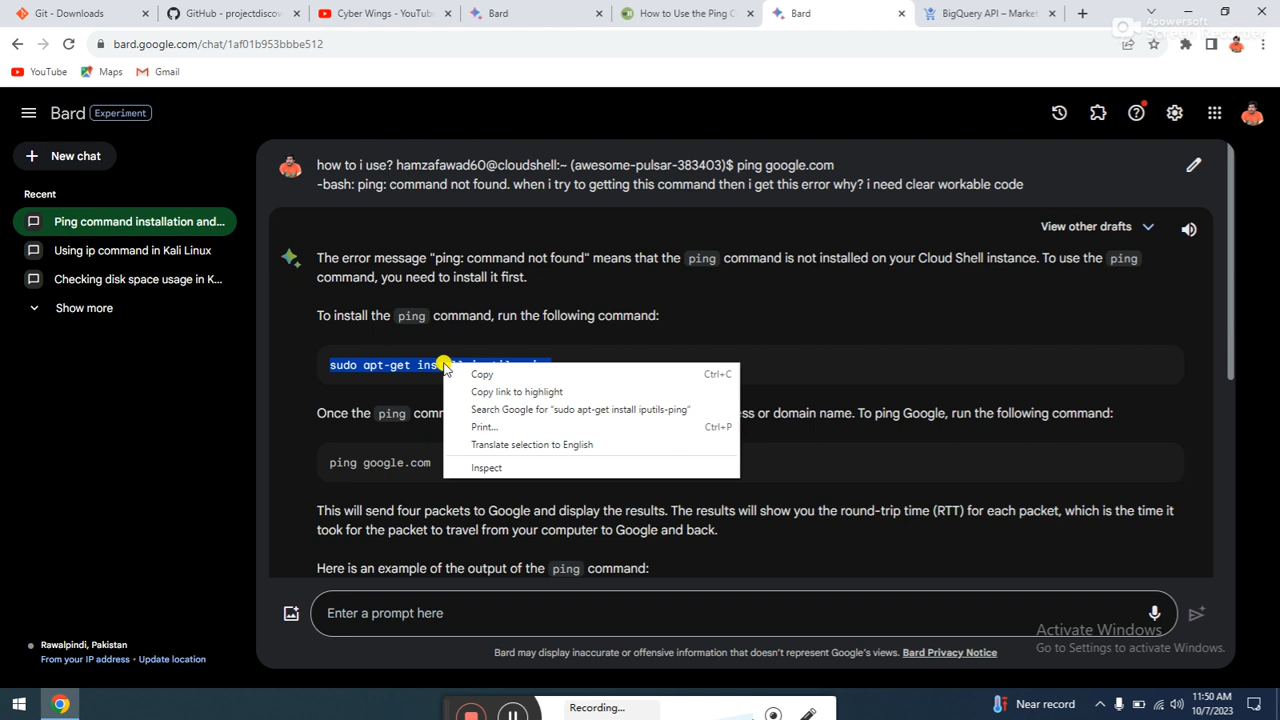 Git - Downloads
GitHub - projectdiscov
Cyber Wings - YouTube
Bard
How to Use the Ping C
Bard
BigQuery API – Market
Apowersoft
Screen Recorder
bard.google.com/chat/1af01b953bbbe512
YouTube
Maps
Gmail
Bard
Experiment
New chat
Recent
Ping command installation and...
Using ip command in Kali Linux
Checking disk space usage in K...
Show more
Rawalpindi, Pakistan
From your IP address • Update location
how to i use? hamzafawad60@cloudshell:~ (awesome-pulsar-383403)$ ping google.com
-bash: ping: command not found. when i try to getting this command then i get this error why? i need clear workable code
View other drafts
The error message "ping: command not found" means that the ping command is not installed on your Cloud Shell instance. To use the ping
command, you need to install it first.
To install the ping command, run the following command:
sudo apt-get ins
Copy Ctrl+C
Copy link to highlight
Search Google for "sudo apt-get install iputils-ping"
Print... Ctrl+P
Translate selection to English
Inspect
Once the ping comm
ss or domain name. To ping Google, run the following command:
ping google.com
This will send four packets to Google and display the results. The results will show you the round-trip time (RTT) for each packet, which is the time it
took for the packet to travel from your computer to Google and back.
Here is an example of the output of the ping command:
Enter a prompt here
Activate Windows
Go to Settings to activate Windows.
Bard may display inaccurate or offensive information that doesn't represent Google's views. Bard Privacy Notice
Recording...
Near record
11:50 AM
10/7/2023